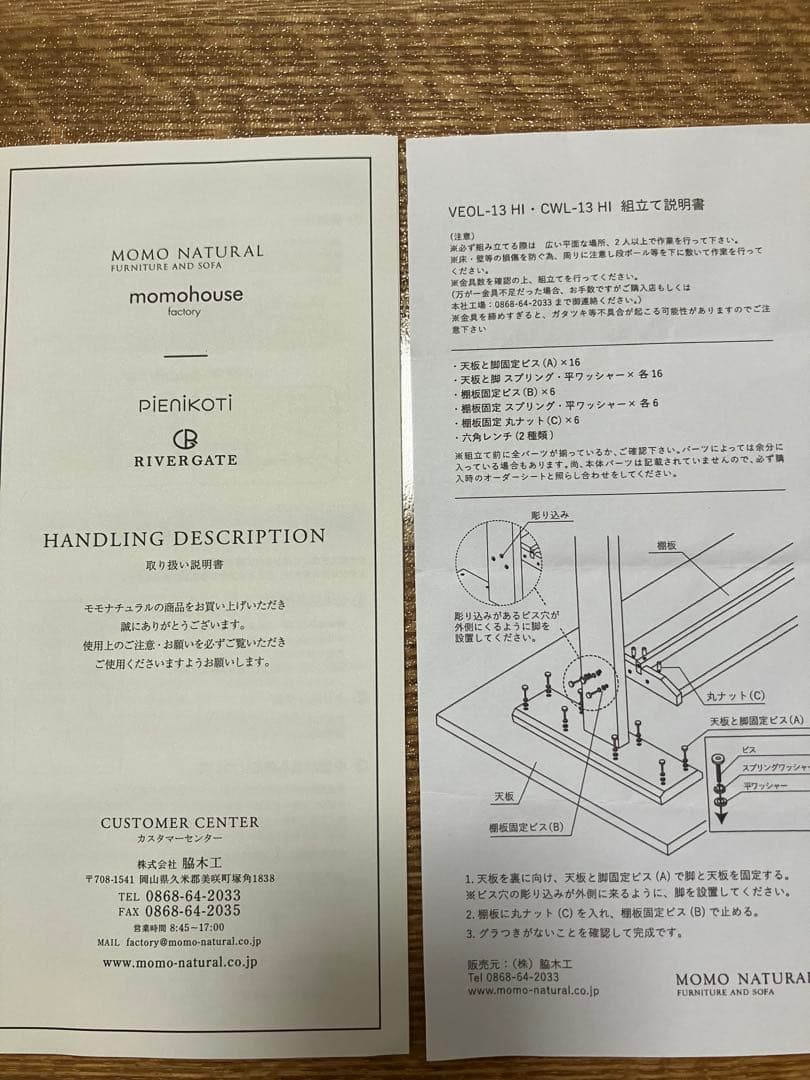 MOMO NATURAL
FURNITURE AND SOFA
momohouse
factory
PiENiKOTi
RIVERGATE
HANDLING DESCRIPTION
取り扱い説明書
モモナチュラルの商品をお買い上げいただき
誠にありがとうございます。
使用上のご注意・お願いを必ずご覧いただき
ご使用くださいますようお願いします。
CUSTOMER CENTER
カスタマーセンター
株式会社 脇木工
〒708-1541 岡山県久米郡美咲町塚角1838
TEL 0868-64-2033
FAX 0868-64-2035
営業時間 8:45~17:00
MAIL factory@momo-natural.co.jp
www.momo-natural.co.jp
VEOL-13 HI・CWL-13 HI 組立て説明書
(注意)
※必ず組み立てる際は 広い平面な場所、2人以上で作業を行って下さい。
※床・壁等の損傷を防ぐ為、周りに注意し段ボール等を下に敷いて作業を行って
ください。
※金具数を確認の上、組立てを行ってください。
(万が一金具不足だった場合、お手数ですがご購入店もしくは
本社工場:0868-64-2033まで御連絡ください。)
※金具を締めすぎると、ガタツキ等不具合が起こる可能性がありますのでご注
意下さい
・天板と脚固定ビス(A)×16
・天板と脚 スプリング・平ワッシャー× 各16
・棚板固定ビス(B)×6
・棚板固定 スプリング・平ワッシャー× 各6
・棚板固定 丸ナット(C)×6
・六角レンチ(2種類)
※組立て前に全パーツが揃っているか、ご確認下さい。パーツによっては余分に
入っている場合もあります。尚、本体パーツは記載されていませんので、必ず購
入時のオーダーシートと照らし合わせをしてください。
彫り込み
棚板
彫り込みがあるビス穴が
外側にくるように脚を
設置してください。
丸ナット(C)
天板と脚固定ビス(A)
ビス
スプリングワッシャー
平ワッシャー
天板
棚板固定ビス(B)
1. 天板を裏に向け、天板と脚固定ビス(A)で脚と天板を固定する。
※ビス穴の彫り込みが外側に来るように、脚を設置してください。
2. 棚板に丸ナット(C)を入れ、棚板固定ビス(B)で止める。
3. グラつきがないことを確認して完成です。
販売元:(株)脇木工
Tel 0868-64-2033
www.momo-natural.co.jp
MOMO NATURAL
FURNITURE AND SOFA